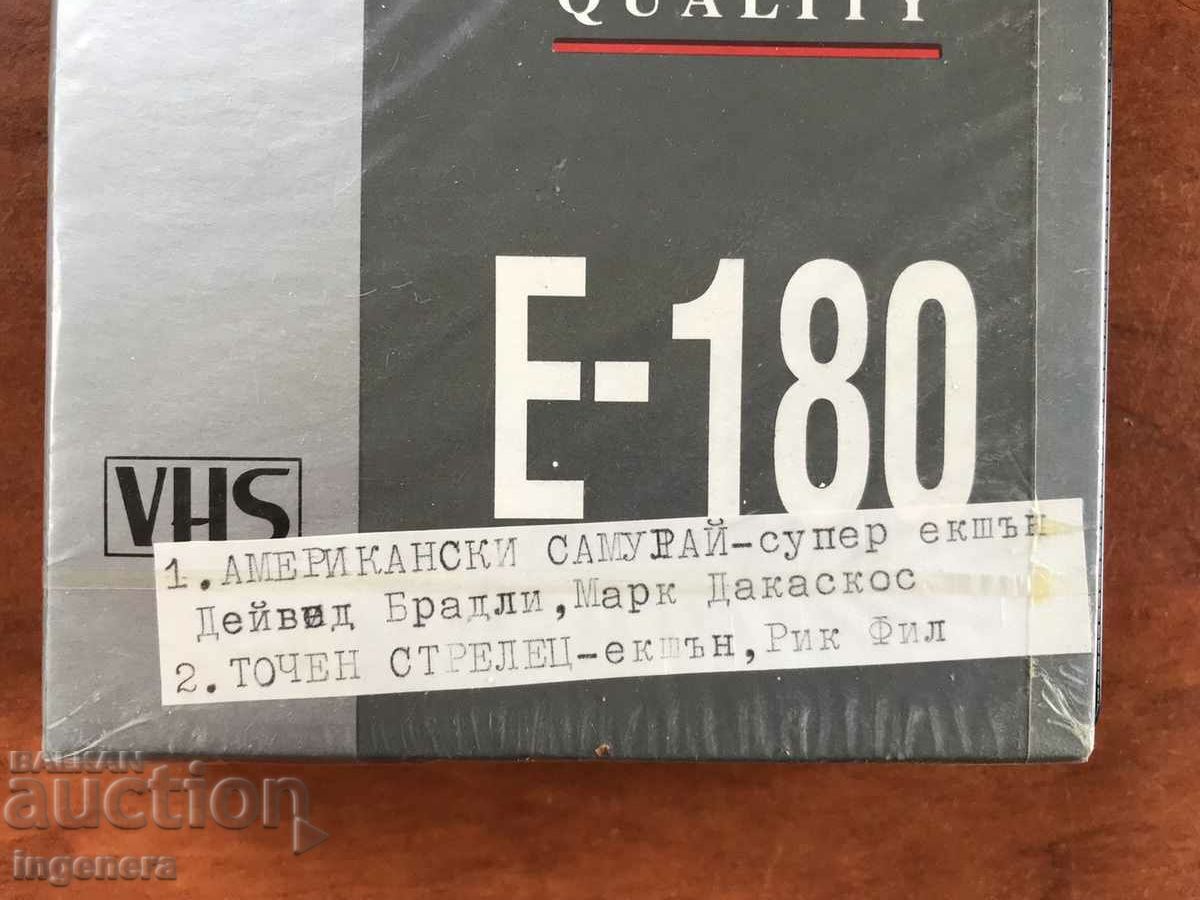 QUALITY
E-180
VHS
1. АМЕРИКАНСКИ САМУРАЙ-супер екшън
Дейвид Брадли, Марк Дакаскос
2. ТОЧЕН СТРЕЛЕЦ-екшън, Рик Фил
BALKAN
auction
ingenera